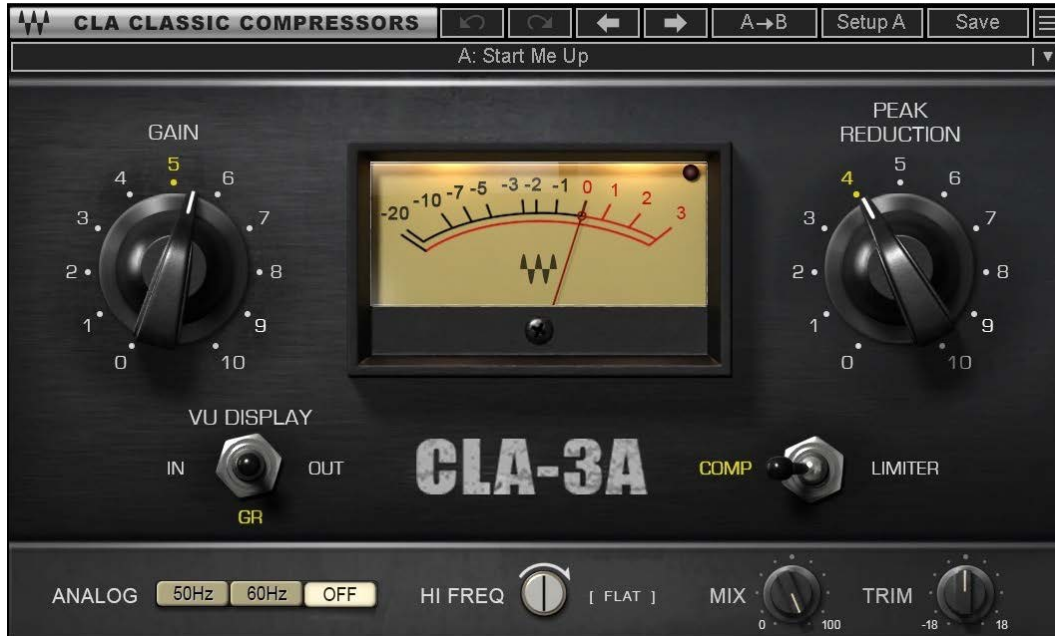 CLA CLASSIC COMPRESSORS A→B Setup A Save
A: Start Me Up
GAIN
0 1 2 3 4 5 6 7 8 9 10
-20 -10 -7 -5 -3 -2 -1 0 1 2 3
PEAK
REDUCTION
0 1 2 3 4 5 6 7 8 9 10
VU DISPLAY
IN OUT
GR
CLA-3A
COMP LIMITER
ANALOG 50Hz 60Hz OFF
HI FREQ [ FLAT ]
MIX
0 100
TRIM
-18 18